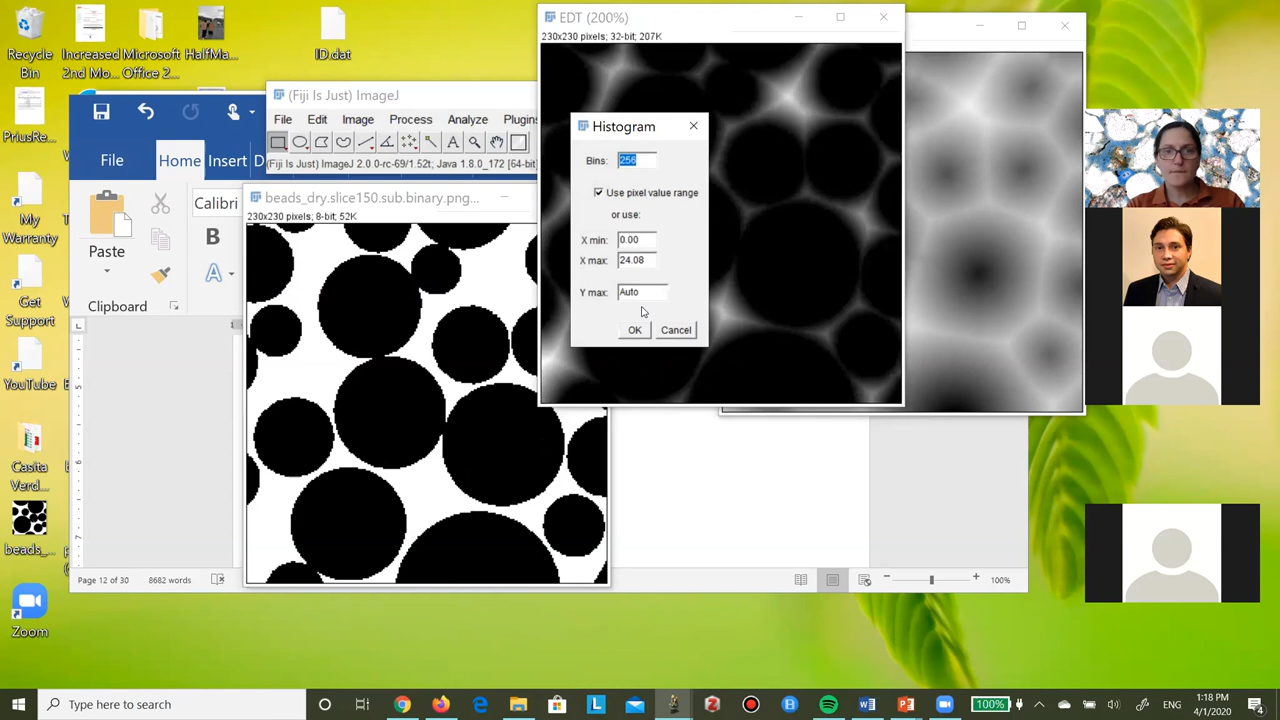 Recycle
Bin
Increased
2nd Mo...
Microsoft
Office 2...
HalfMa...
ID.dat
PriusRe...
My
Warranty
Get
Support
YouTube
Casita
Verd...
beads_...
Zoom
File
Home
Insert
Calibri
Paste
B
A
Clipboard
L
5
6
7
Page 12 of 30
8682 words
100%
(Fiji Is Just) ImageJ
File
Edit
Image
Process
Analyze
Plugins
A
(Fiji Is Just) ImageJ 2.0.0-rc-69/1.52t; Java 1.8.0_172 [64-bit]
beads_dry.slice150.sub.binary.png...
230x230 pixels; 8-bit; 52K
EDT (200%)
230x230 pixels; 32-bit; 207K
Histogram
Bins: 256
Use pixel value range
or use:
X min: 0.00
X max: 24.08
Y max: Auto
OK
Cancel
Type here to search
100%
ENG
1:18 PM
4/1/2020
4